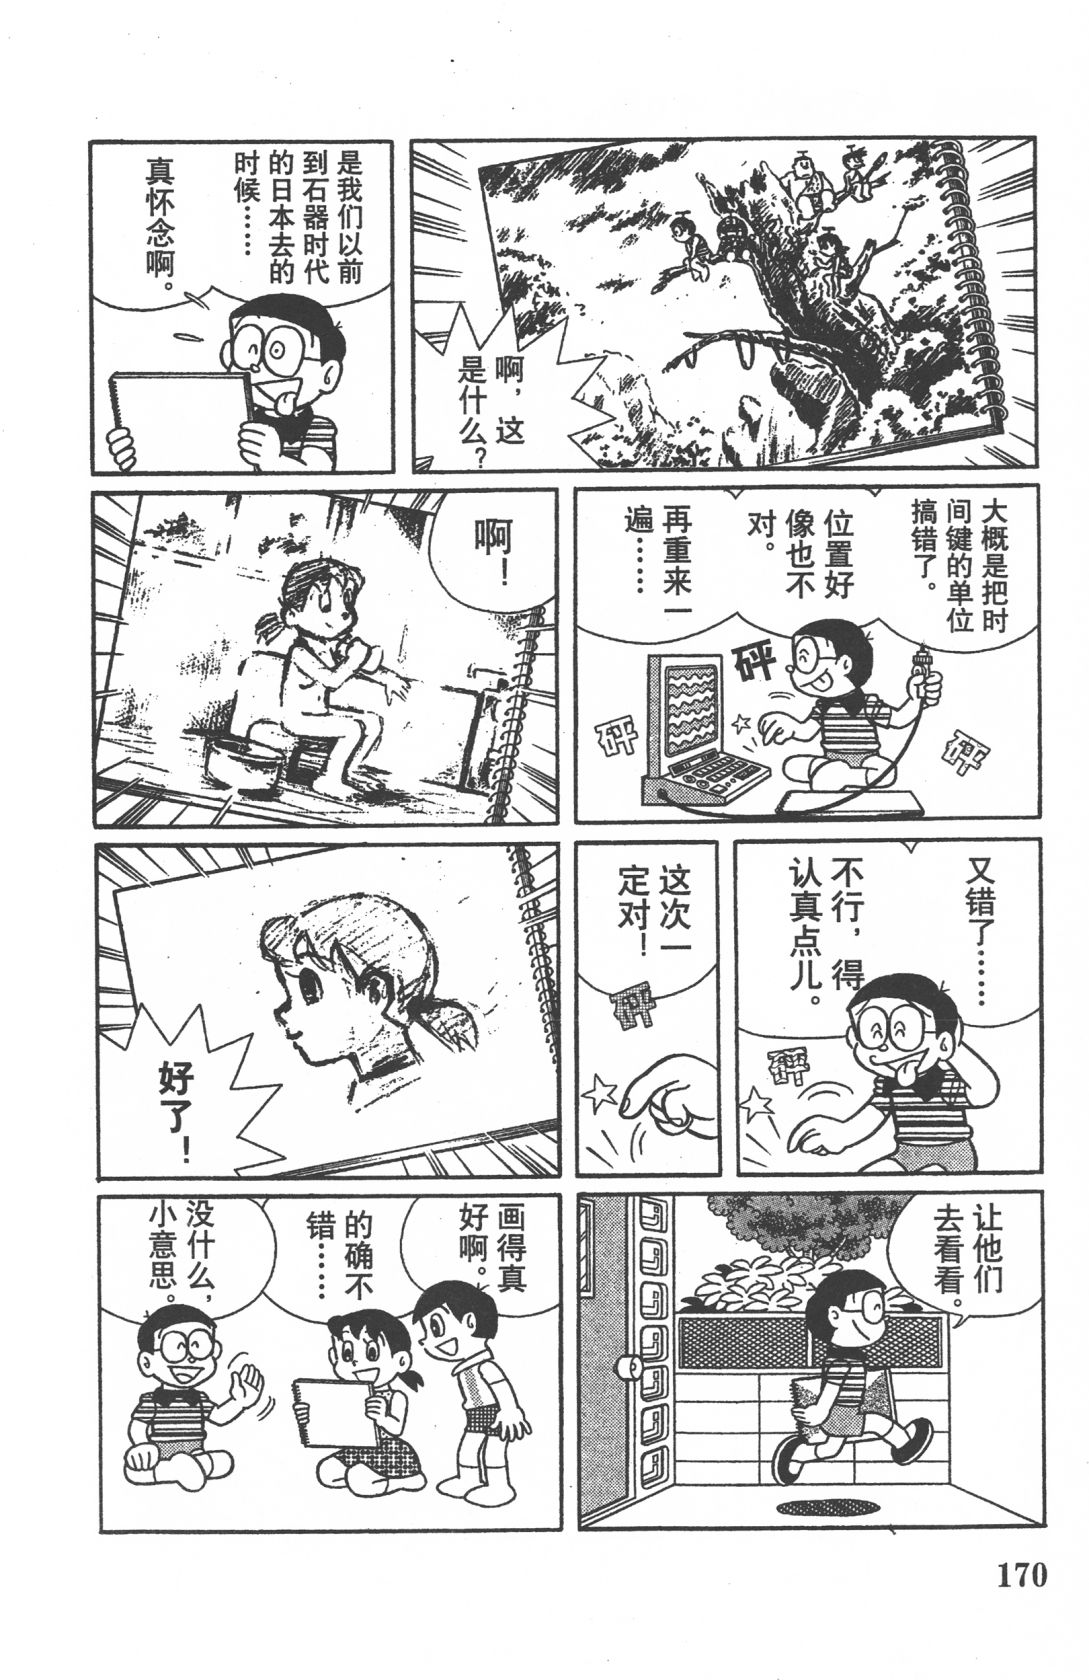 啊，这
是什么？
是我们以前
到石器时代
的日本去的
时候……
真怀念啊。
大概是把时
间键的单位
搞错了。
位置好
像也不
对。
再重来一
遍……
砰
砰
砰
啊！
又错了……
不行，得
认真点儿。
砰
这次一
定对！
砰
好了！
让他们
去看看。
画得真
好啊。
的确不
错……
没什么，
小意思。
170